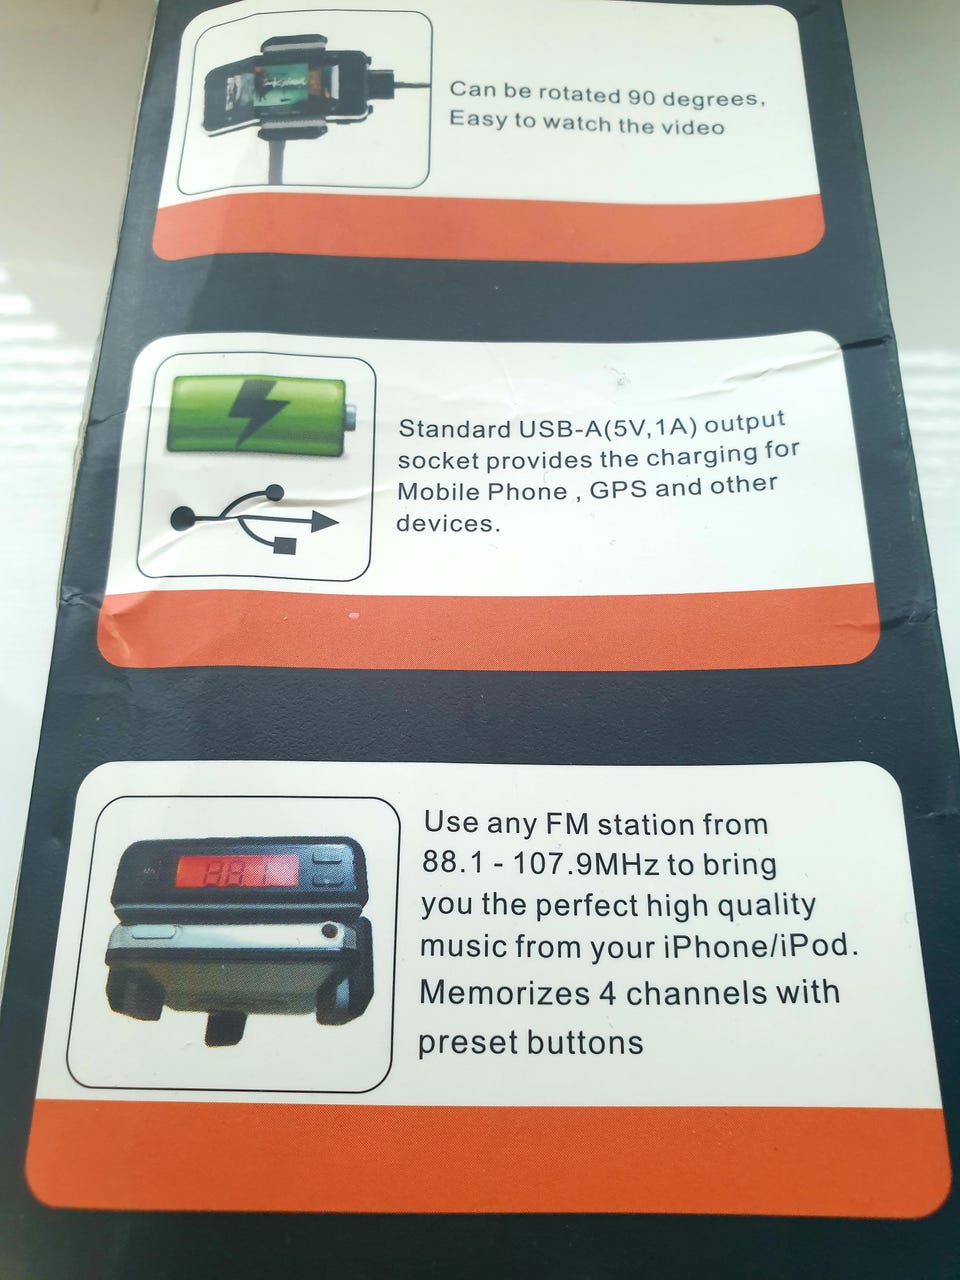 Can be rotated 90 degrees,
Easy to watch the video
Standard USB-A(5V,1A) output
socket provides the charging for
Mobile Phone , GPS and other
devices.
88.1
Use any FM station from
88.1 - 107.9MHz to bring
you the perfect high quality
music from your iPhone/iPod.
Memorizes 4 channels with
preset buttons